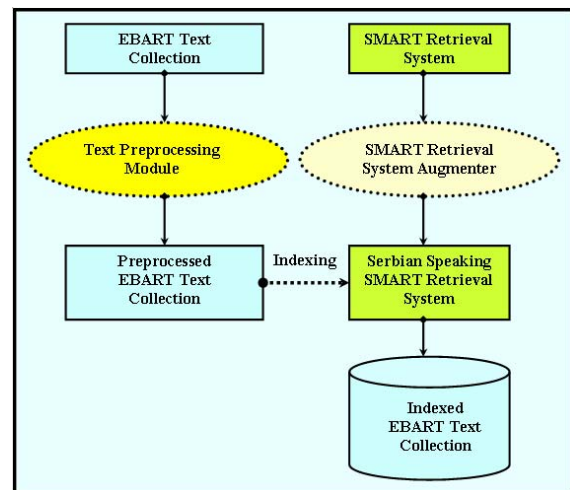 EBART Text
Collection
SMART Retrieval
System
Text Preprocessing
Module
SMART Retrieval
System Augmenter
Preprocessed
EBART Text
Collection
Indexing
Serbian Speaking
SMART Retrieval
System
Indexed
EBART Text
Collection